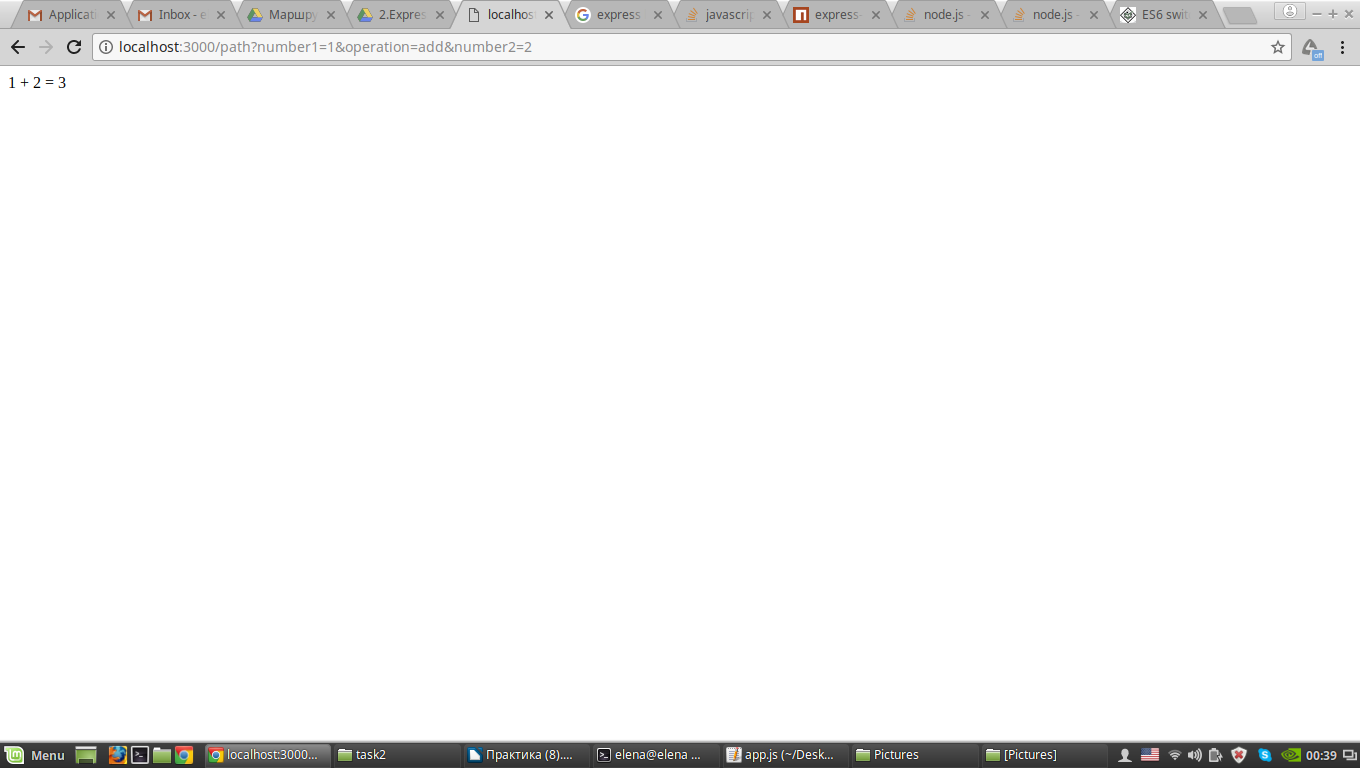 Applicati
Inbox - e
Маршру
2.Expres
localhos
express
javascrip
express-
node.js -
node.js -
ES6 swit
localhost:3000/path?number1=1&operation=add&number2=2
off
1 + 2 = 3
Menu
localhost:3000...
task2
Практика (8)....
elena@elena ...
app.js (~/Desk...
Pictures
[Pictures]
00:39